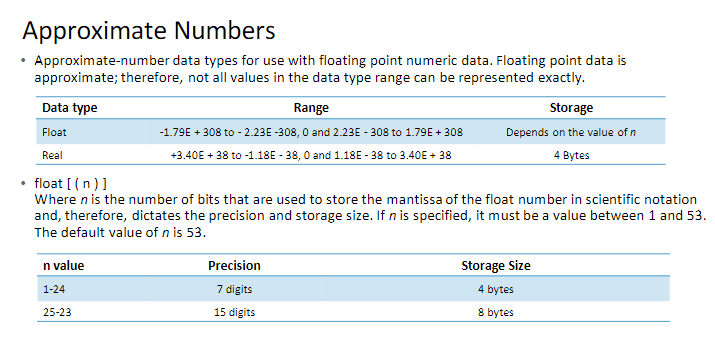 Approximate Numbers
• Approximate-number data types for use with floating point numeric data. Floating point data is
approximate; therefore, not all values in the data type range can be represented exactly.
Data type Range Storage
Float -1.79E + 308 to - 2.23E -308, 0 and 2.23E - 308 to 1.79E + 308 Depends on the value of n
Real +3.40E + 38 to -1.18E - 38, 0 and 1.18E - 38 to 3.40E + 38 4 Bytes
• float [ ( n ) ]
Where n is the number of bits that are used to store the mantissa of the float number in scientific notation
and, therefore, dictates the precision and storage size. If n is specified, it must be a value between 1 and 53.
The default value of n is 53.
n value Precision Storage Size
1-24 7 digits 4 bytes
25-23 15 digits 8 bytes